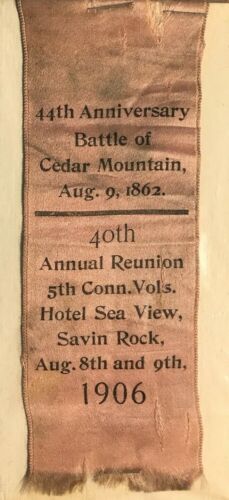 44th Anniversary
Battle of
Cedar Mountain,
Aug. 9, 1862.
40th
Annual Reunion
5th Conn. Vols.
Hotel Sea View,
Savin Rock,
Aug. 8th and 9th,
1906